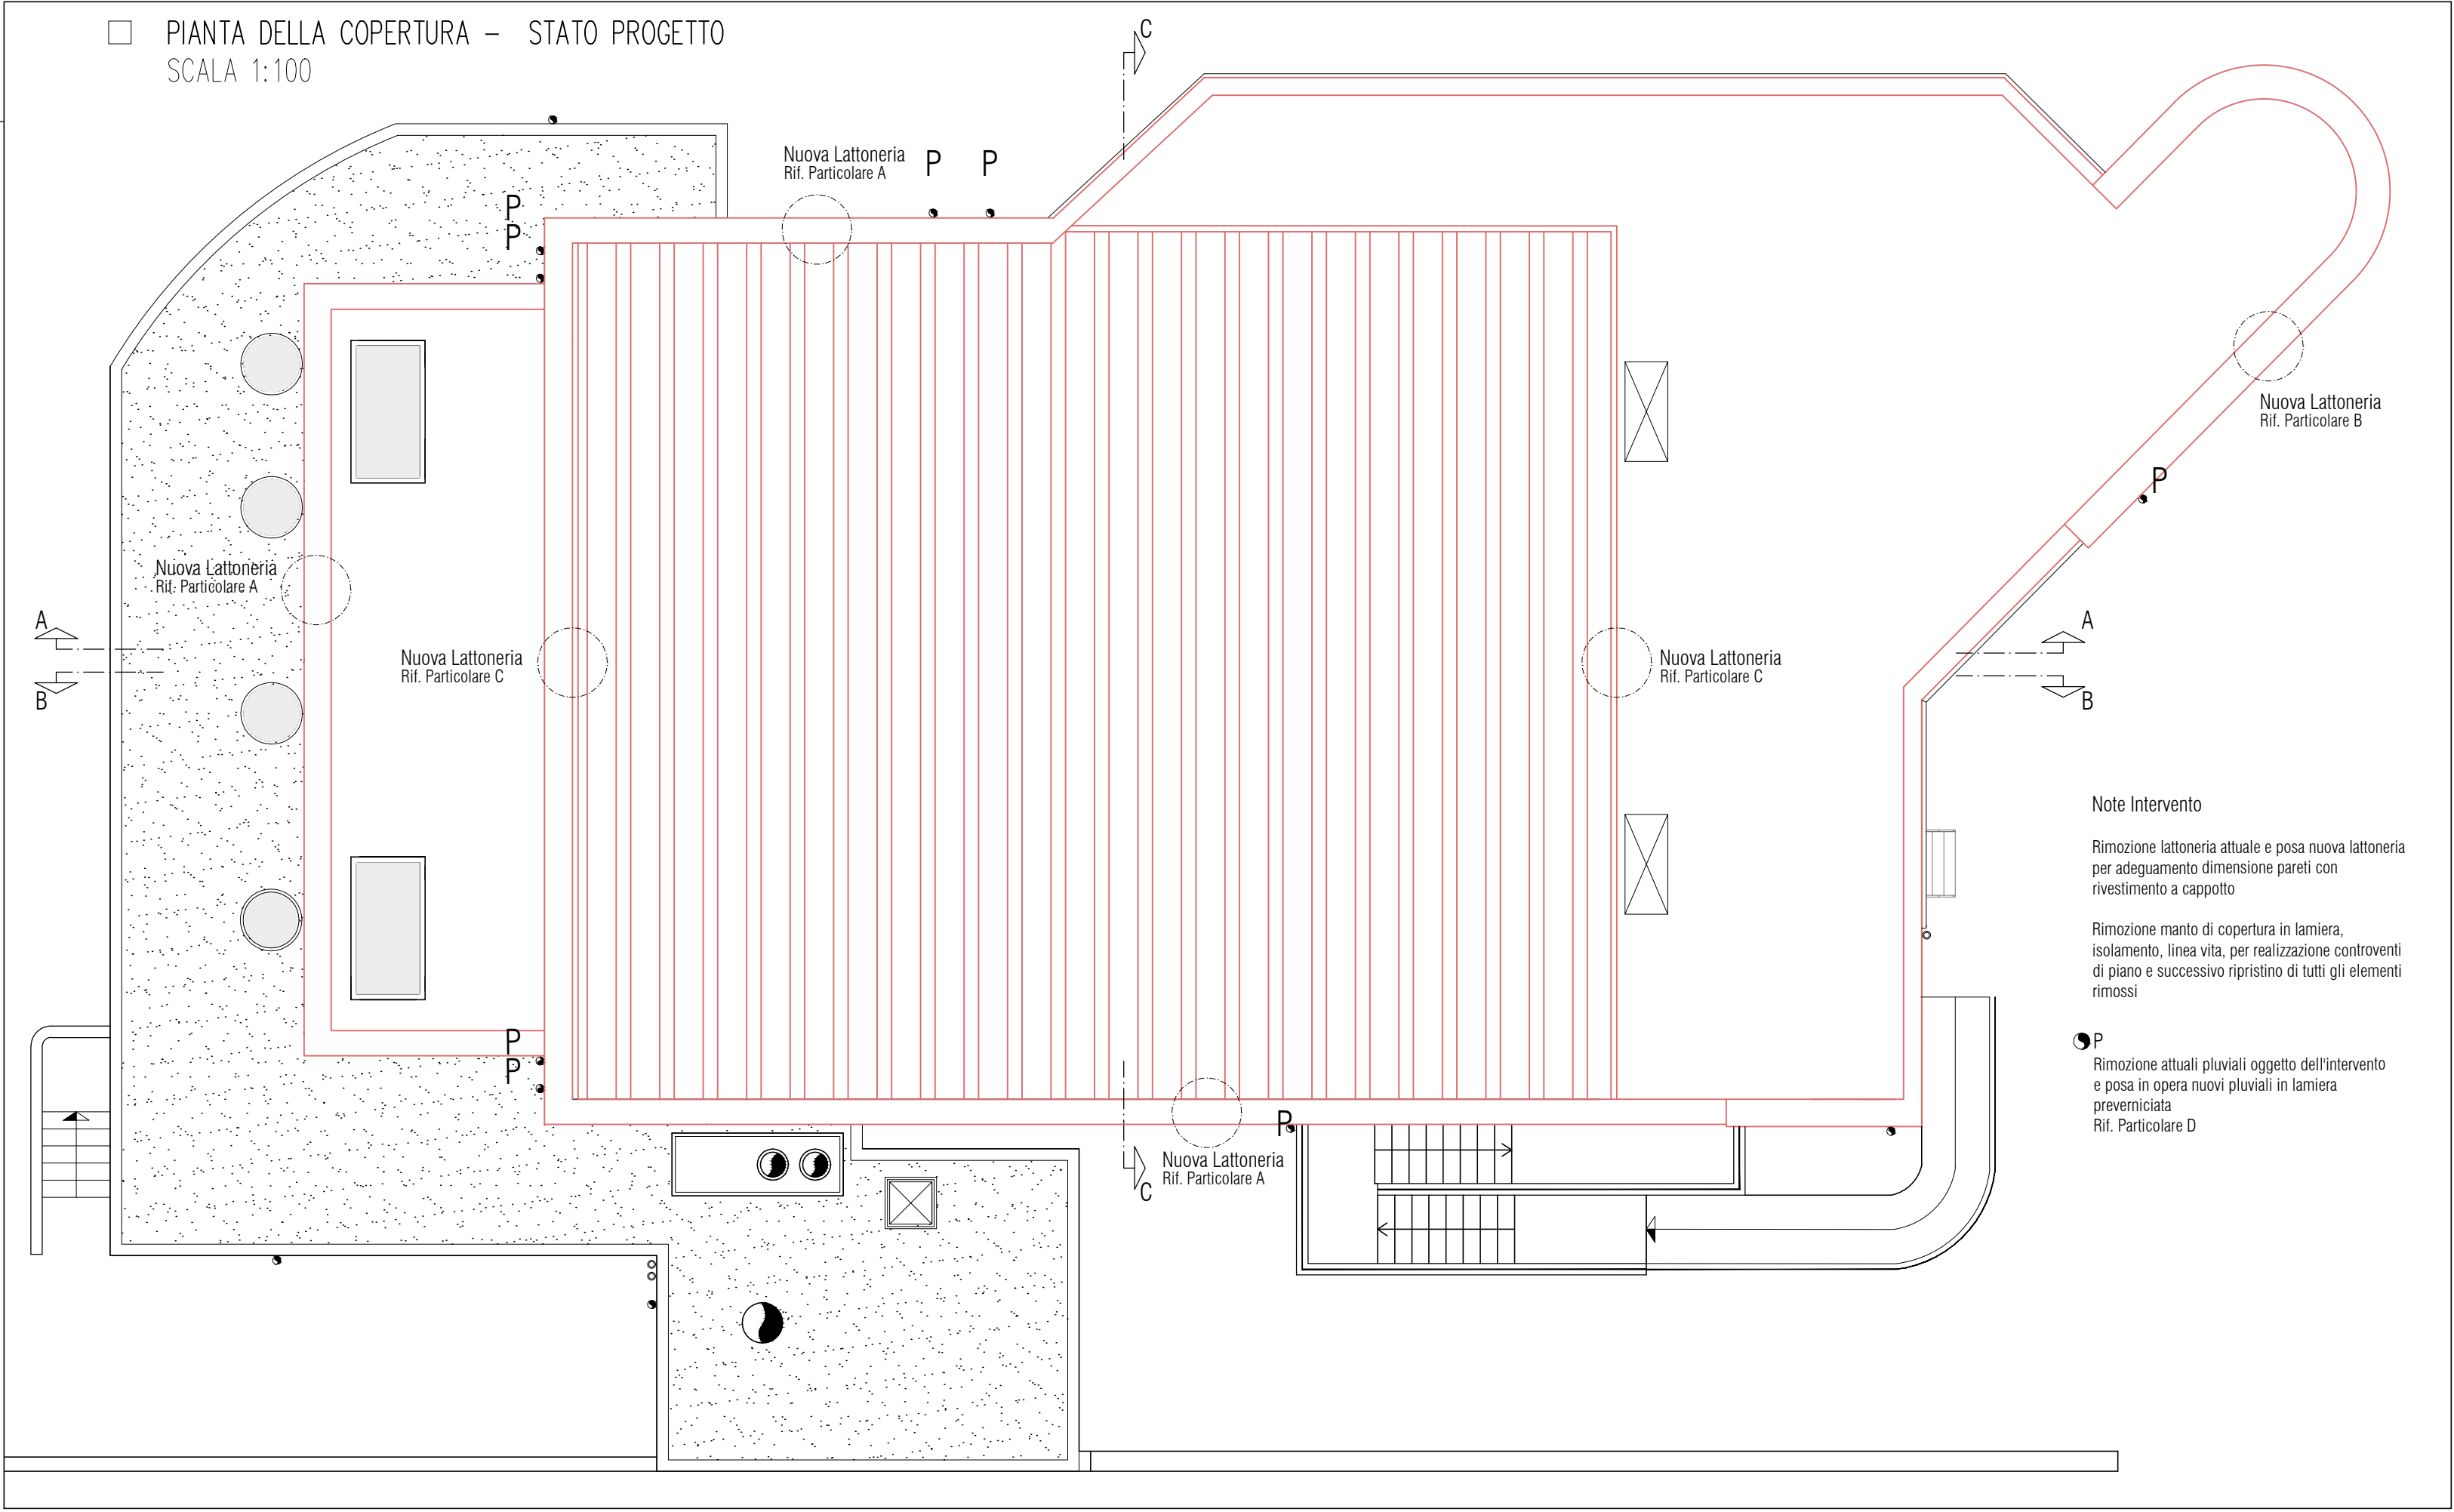 PIANTA DELLA COPERTURA – STATO PROGETTO
SCALA 1:100
C
Nuova Lattoneria
Rif. Particolare A
P P
P
P
Nuova Lattoneria
Rif. Particolare B
P
Nuova Lattoneria
Rif. Particolare A
A
B
Nuova Lattoneria
Rif. Particolare C
Nuova Lattoneria
Rif. Particolare C
A
B
Note Intervento
Rimozione lattoneria attuale e posa nuova lattoneria
per adeguamento dimensione pareti con
rivestimento a cappotto
Rimozione manto di copertura in lamiera,
isolamento, linea vita, per realizzazione controventi
di piano e successivo ripristino di tutti gli elementi
rimossi
P
Rimozione attuali pluviali oggetto dell'intervento
e posa in opera nuovi pluviali in lamiera
preverniciata
Rif. Particolare D
P
P
P
Nuova Lattoneria
Rif. Particolare A
C